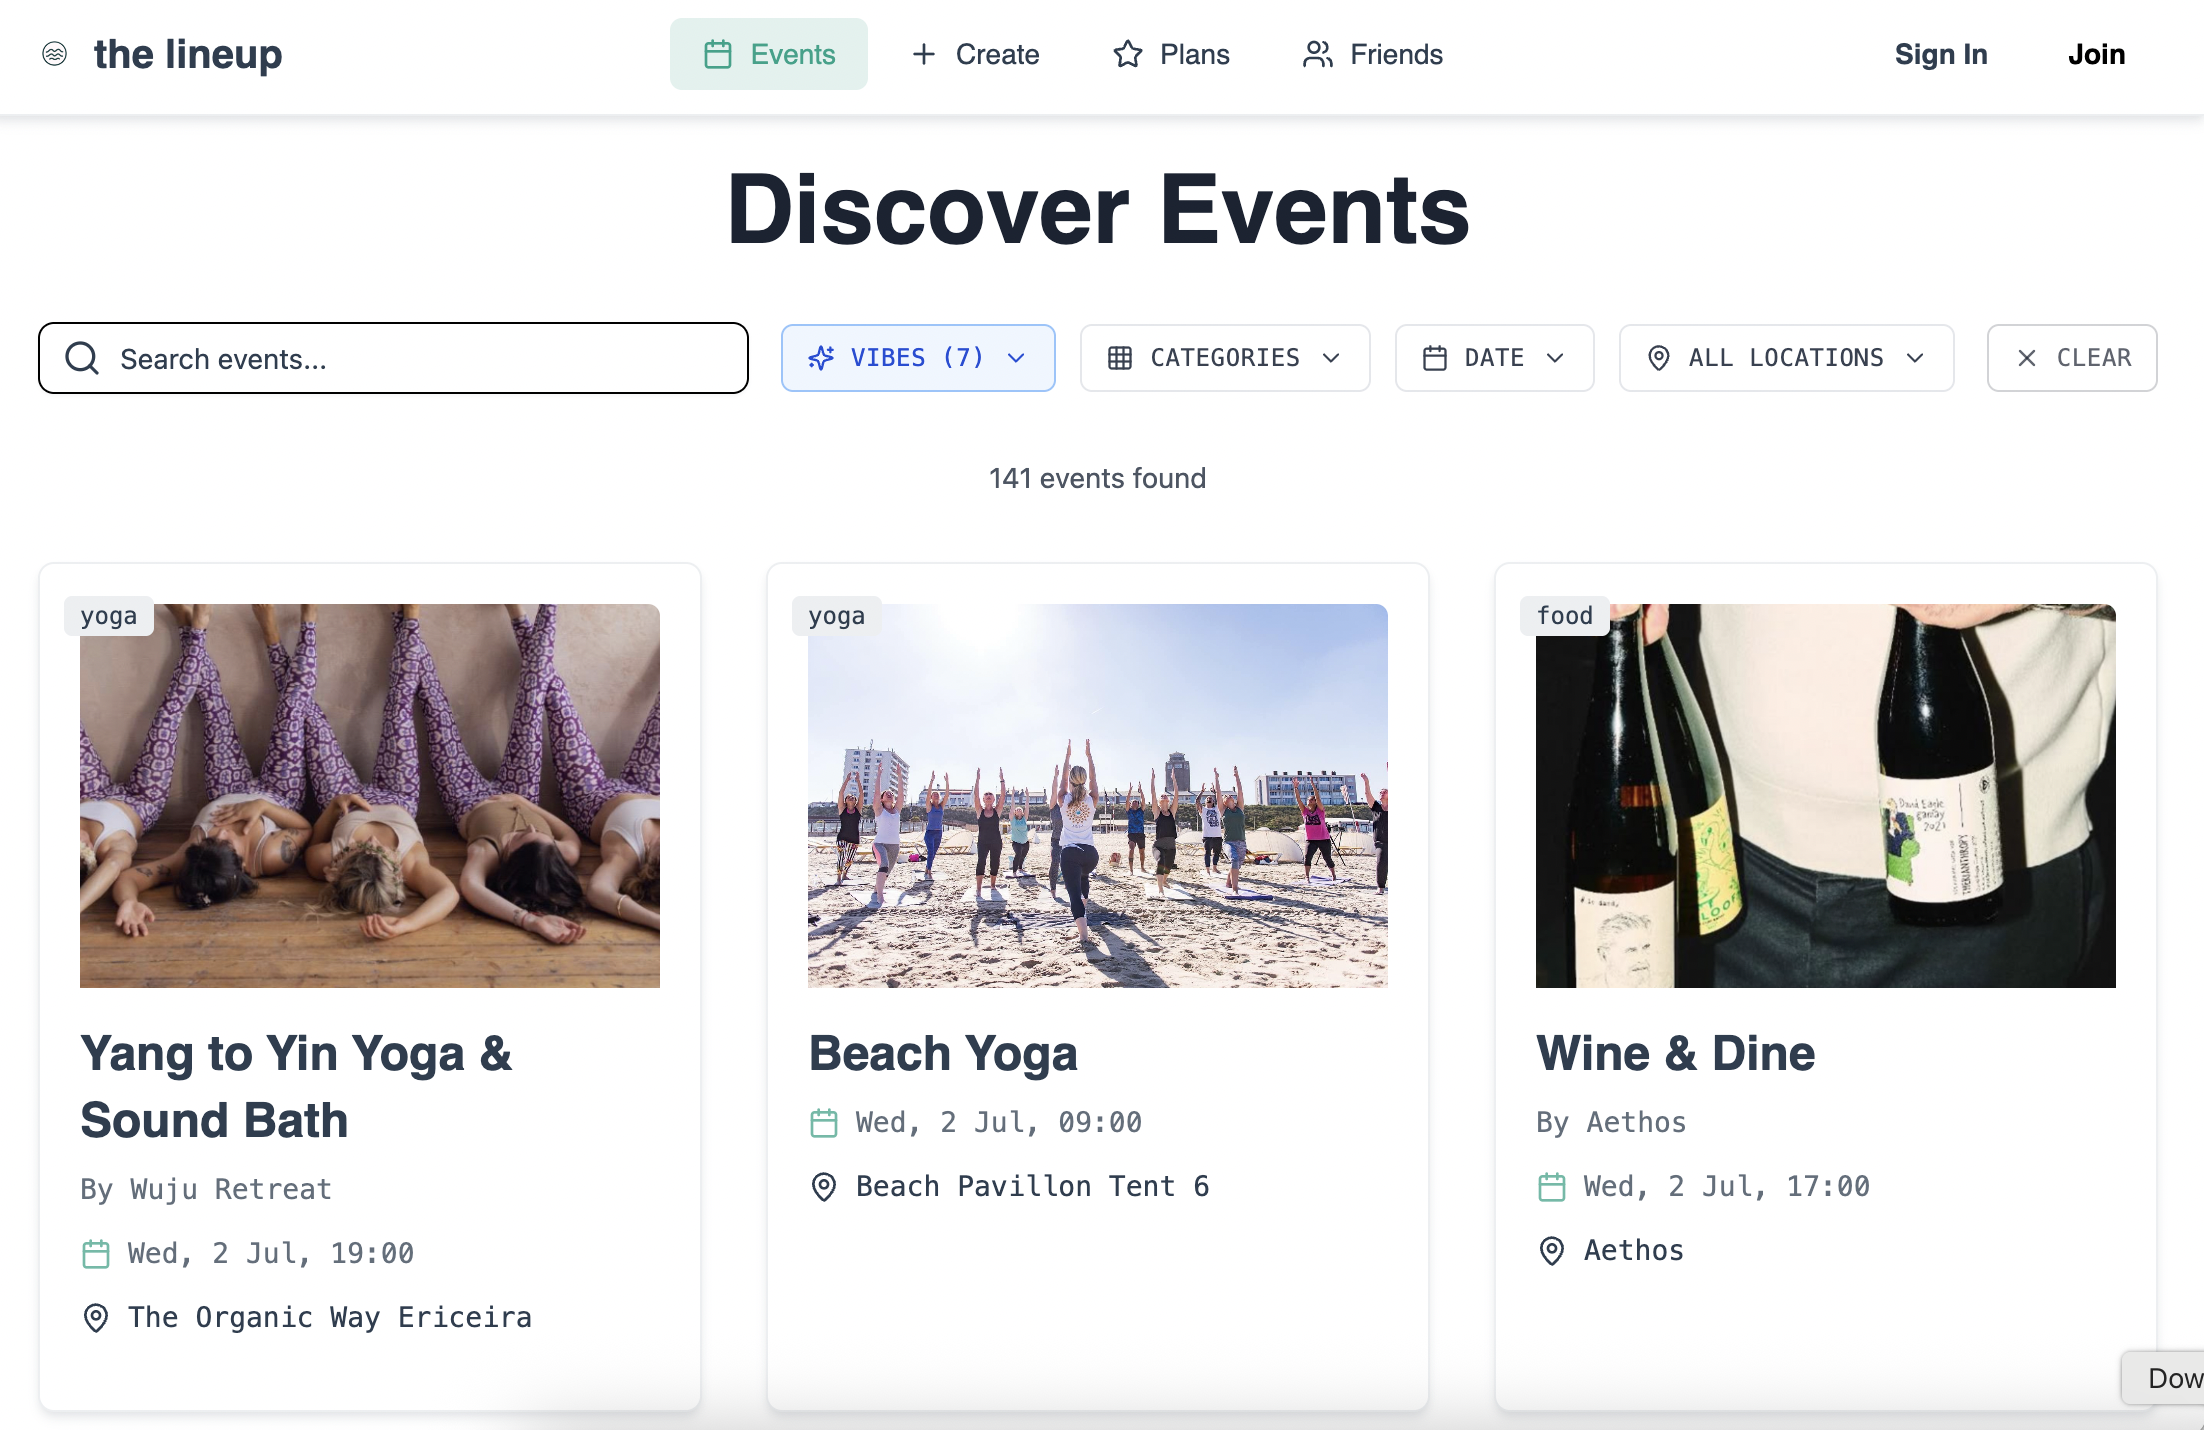 the lineup
Events
Create
Plans
Friends
Sign In
Join
Discover Events
Search events...
VIBES (7)
CATEGORIES
DATE
ALL LOCATIONS
CLEAR
141 events found
yoga
Yang to Yin Yoga &
Sound Bath
By Wuju Retreat
Wed, 2 Jul, 19:00
The Organic Way Ericeira
yoga
Beach Yoga
Wed, 2 Jul, 09:00
Beach Pavillon Tent 6
food
2021
Wine & Dine
By Aethos
Wed, 2 Jul, 17:00
Aethos
Dow